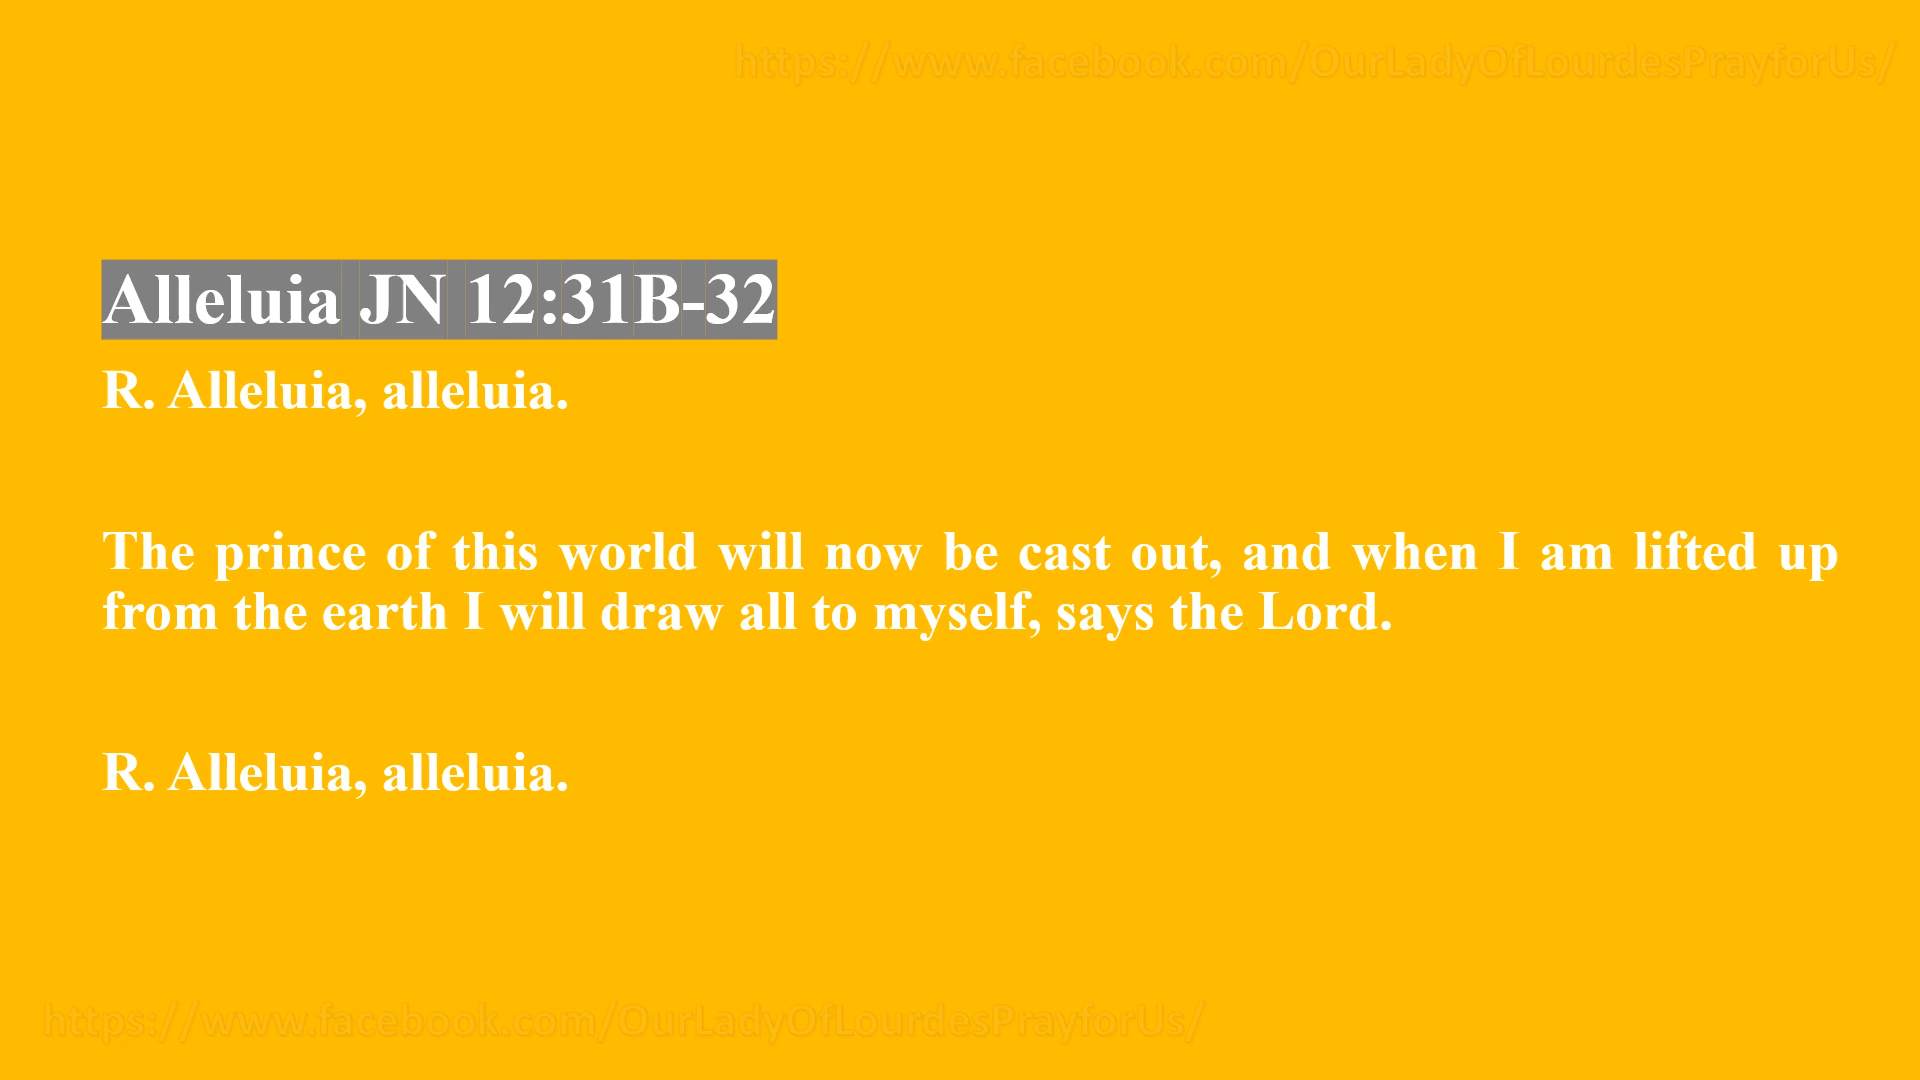 https://www.facebook.com/OurLadyOfLourdesPrayforUs/
Alleluia JN 12:31B-32
R. Alleluia, alleluia.
The prince of this world will now be cast out, and when I am lifted up
from the earth I will draw all to myself, says the Lord.
R. Alleluia, alleluia.
https://www.facebook.com/OurLadyOfLourdesPrayforUs/